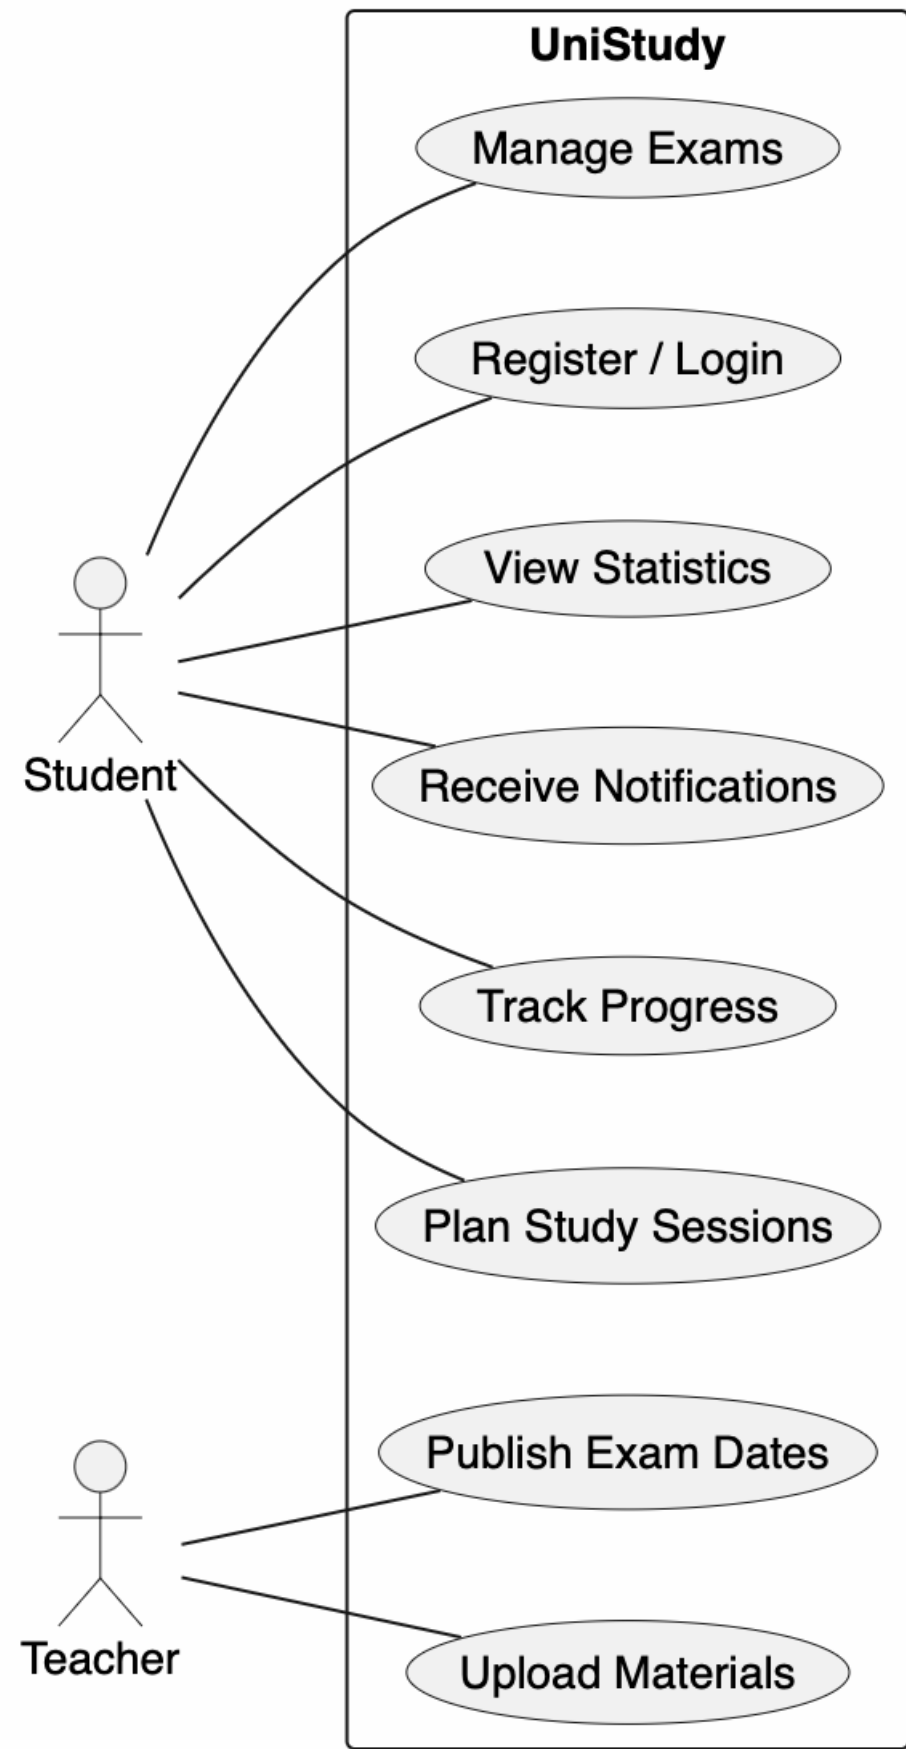 UniStudy
Manage Exams
Register / Login
View Statistics
Receive Notifications
Student
Track Progress
Plan Study Sessions
Publish Exam Dates
Teacher
Upload Materials